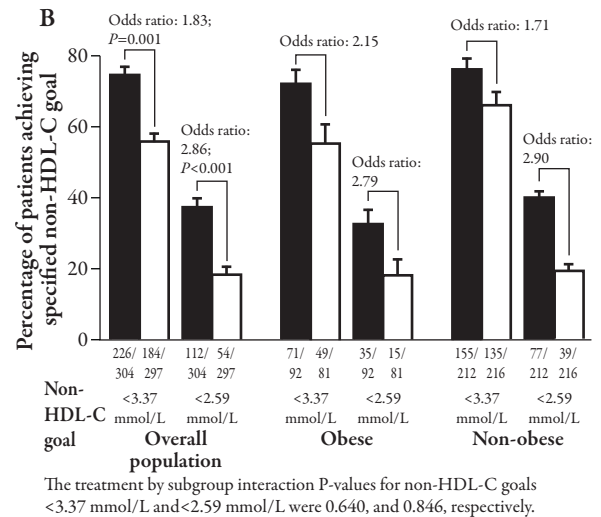 B
Odds ratio: 1.83;
P=0.001
Odds ratio: 2.15
Odds ratio: 1.71
Odds ratio:
2.86;
P<0.001
Odds ratio:
2.79
Odds ratio:
2.90
Percentage of patients achieving
specified non-HDL-C goal
80
60
40
20
0
226/ 184/ 112/ 54/ 71/ 49/ 35/ 15/ 155/ 135/ 77/ 39/
304 297 304 297 92 81 92 81 212 216 212 216
Non-
HDL-C
goal
<3.37 <2.59 <3.37 <2.59 <3.37 <2.59
mmol/L mmol/L mmol/L mmol/L mmol/L mmol/L
Overall
population
Obese
Non-obese
The treatment by subgroup interaction P-values for non-HDL-C goals
<3.37 mmol/L and<2.59 mmol/L were 0.640, and 0.846, respectively.